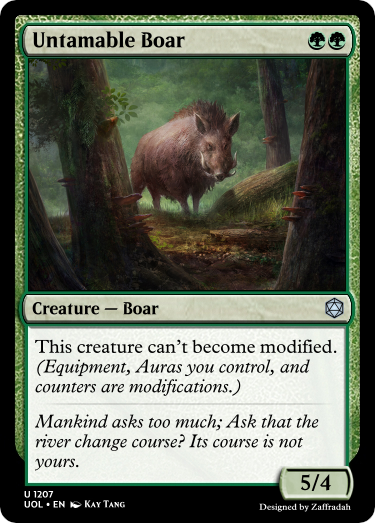 Untamable Boar
Creature — Boar
This creature can't become modified.
(Equipment, Auras you control, and
counters are modifications.)
Mankind asks too much; Ask that the
river change course? Its course is not
yours.
5/4
U 1207
UOL • EN Kay Tang
Designed by Zaffradah